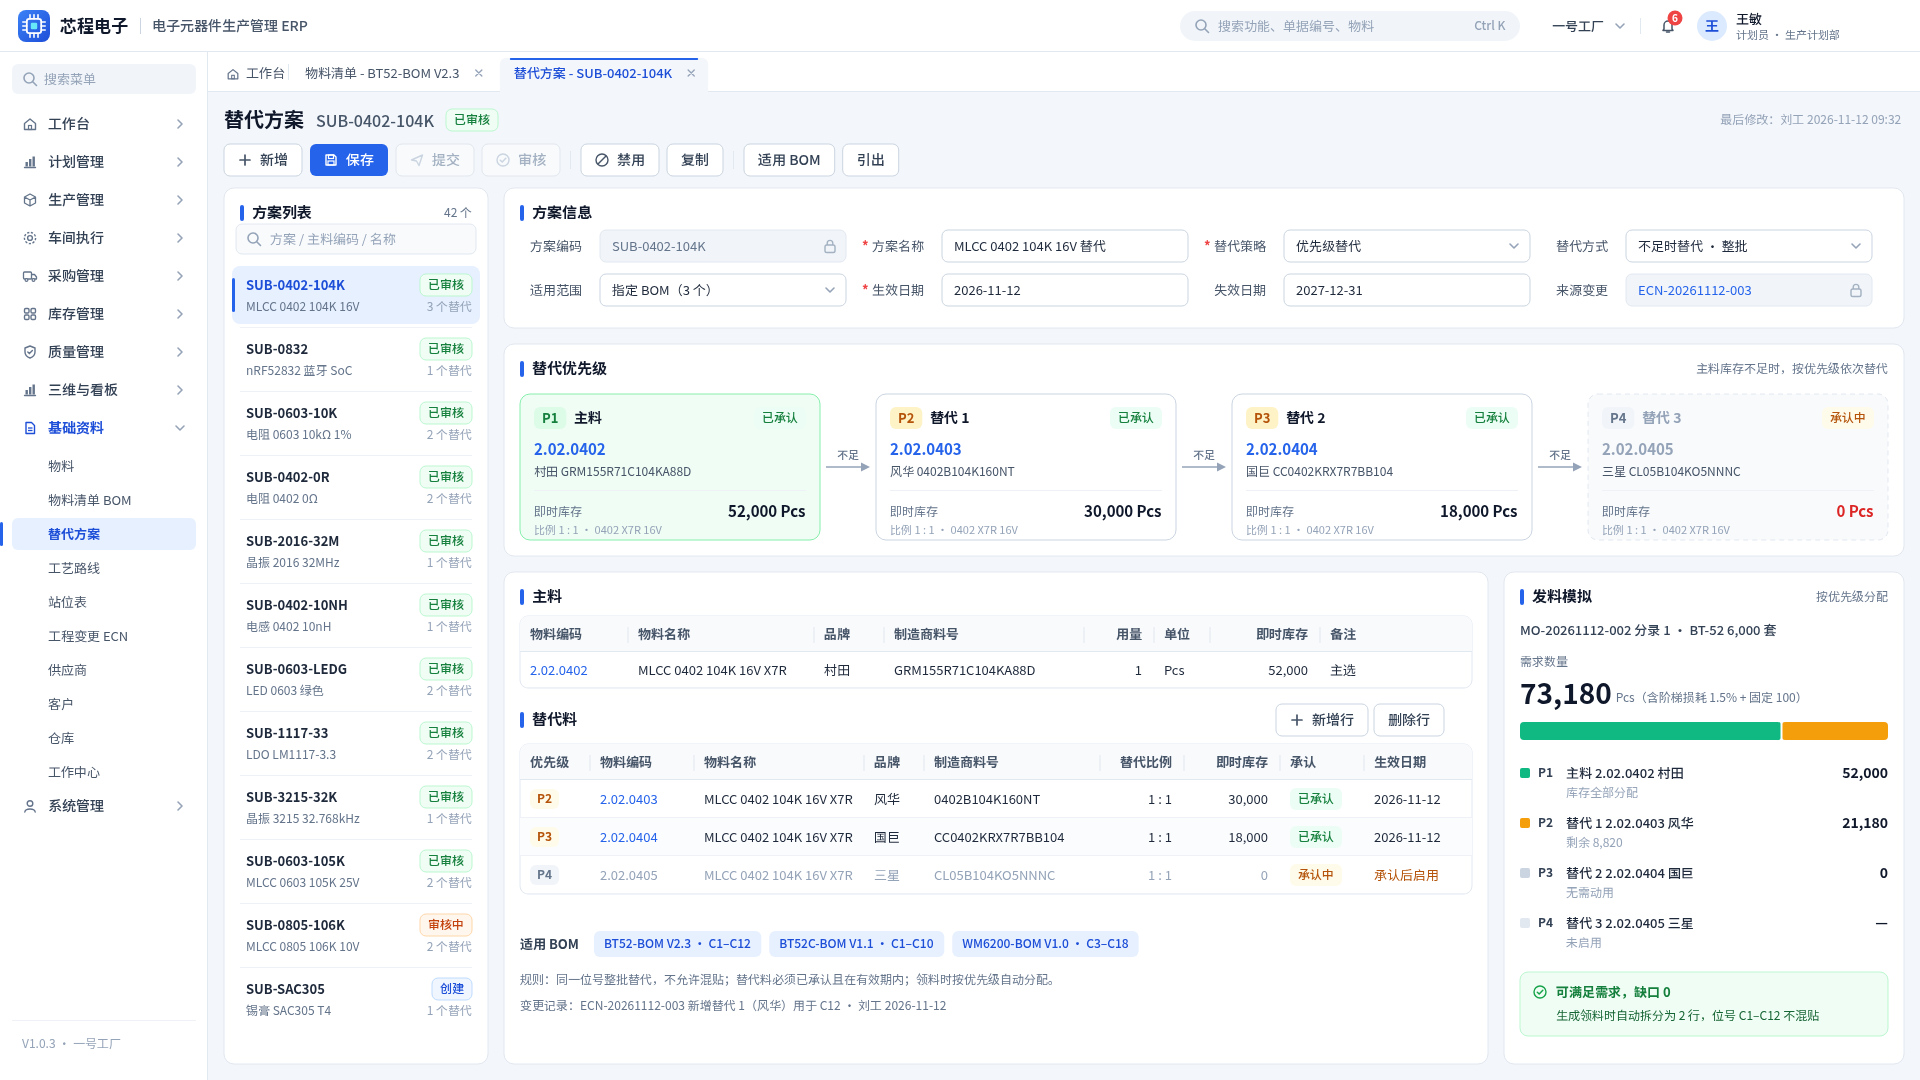 芯程电子 电子元器件生产管理 ERP
搜索功能、单据编号、物料 Ctrl K
一号工厂
6
王
王敏
计划员 · 生产计划部
搜索菜单
工作台
计划管理
生产管理
车间执行
采购管理
库存管理
质量管理
三维与看板
基础资料
物料
物料清单 BOM
替代方案
工艺路线
站位表
工程变更 ECN
供应商
客户
仓库
工作中心
系统管理
V1.0.3 · 一号工厂
工作台
物料清单 - BT52-BOM V2.3
替代方案 - SUB-0402-104K
替代方案 SUB-0402-104K 已审核
最后修改：刘工 2026-11-12 09:32
新增 保存 提交 审核 禁用 复制 适用 BOM 引出
方案列表 42 个
方案 / 主料编码 / 名称
SUB-0402-104K 已审核
MLCC 0402 104K 16V 3 个替代
SUB-0832 已审核
nRF52832 蓝牙 SoC 1 个替代
SUB-0603-10K 已审核
电阻 0603 10kΩ 1% 2 个替代
SUB-0402-0R 已审核
电阻 0402 0Ω 2 个替代
SUB-2016-32M 已审核
晶振 2016 32MHz 1 个替代
SUB-0402-10NH 已审核
电感 0402 10nH 1 个替代
SUB-0603-LEDG 已审核
LED 0603 绿色 2 个替代
SUB-1117-33 已审核
LDO LM1117-3.3 2 个替代
SUB-3215-32K 已审核
晶振 3215 32.768kHz 1 个替代
SUB-0603-105K 已审核
MLCC 0603 105K 25V 2 个替代
SUB-0805-106K 审核中
MLCC 0805 106K 10V 2 个替代
SUB-SAC305 创建
锡膏 SAC305 T4 1 个替代
方案信息
方案编码 SUB-0402-104K * 方案名称 MLCC 0402 104K 16V 替代 * 替代策略 优先级替代 替代方式 不足时替代 · 整批
适用范围 指定 BOM（3 个） * 生效日期 2026-11-12 失效日期 2027-12-31 来源变更 ECN-20261112-003
替代优先级 主料库存不足时，按优先级依次替代
P1 主料 已承认
2.02.0402
村田 GRM155R71C104KA88D
即时库存 52,000 Pcs
比例 1 : 1 · 0402 X7R 16V
不足
P2 替代 1 已承认
2.02.0403
风华 0402B104K160NT
即时库存 30,000 Pcs
比例 1 : 1 · 0402 X7R 16V
不足
P3 替代 2 已承认
2.02.0404
国巨 CC0402KRX7R7BB104
即时库存 18,000 Pcs
比例 1 : 1 · 0402 X7R 16V
不足
P4 替代 3 承认中
2.02.0405
三星 CL05B104KO5NNNC
即时库存 0 Pcs
比例 1 : 1 · 0402 X7R 16V
主料
物料编码 物料名称 品牌 制造商料号 用量 单位 即时库存 备注
2.02.0402 MLCC 0402 104K 16V X7R 村田 GRM155R71C104KA88D 1 Pcs 52,000 主选
替代料 新增行 删除行
优先级 物料编码 物料名称 品牌 制造商料号 替代比例 即时库存 承认 生效日期
P2 2.02.0403 MLCC 0402 104K 16V X7R 风华 0402B104K160NT 1 : 1 30,000 已承认 2026-11-12
P3 2.02.0404 MLCC 0402 104K 16V X7R 国巨 CC0402KRX7R7BB104 1 : 1 18,000 已承认 2026-11-12
P4 2.02.0405 MLCC 0402 104K 16V X7R 三星 CL05B104KO5NNNC 1 : 1 0 承认中 承认后启用
适用 BOM BT52-BOM V2.3 · C1–C12 BT52C-BOM V1.1 · C1–C10 WM6200-BOM V1.0 · C3–C18
规则：同一位号整批替代，不允许混贴；替代料必须已承认且在有效期内；领料时按优先级自动分配。
变更记录：ECN-20261112-003 新增替代 1（风华）用于 C12 · 刘工 2026-11-12
发料模拟 按优先级分配
MO-20261112-002 分录 1 · BT-52 6,000 套
需求数量
73,180 Pcs（含阶梯损耗 1.5% + 固定 100）
P1 主料 2.02.0402 村田 52,000
库存全部分配
P2 替代 1 2.02.0403 风华 21,180
剩余 8,820
P3 替代 2 2.02.0404 国巨 0
无需动用
P4 替代 3 2.02.0405 三星 —
未启用
可满足需求，缺口 0
生成领料时自动拆分为 2 行，位号 C1–C12 不混贴